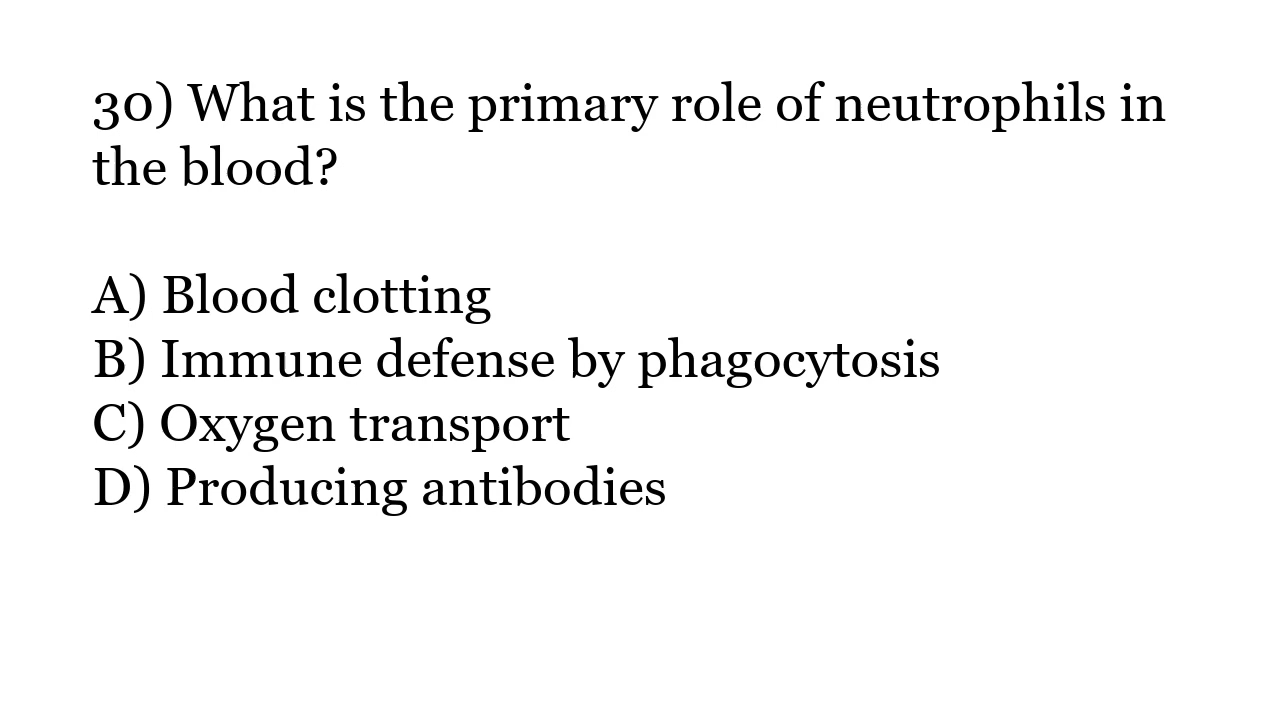 30) What is the primary role of neutrophils in
the blood?
A) Blood clotting
B) Immune defense by phagocytosis
C) Oxygen transport
D) Producing antibodies